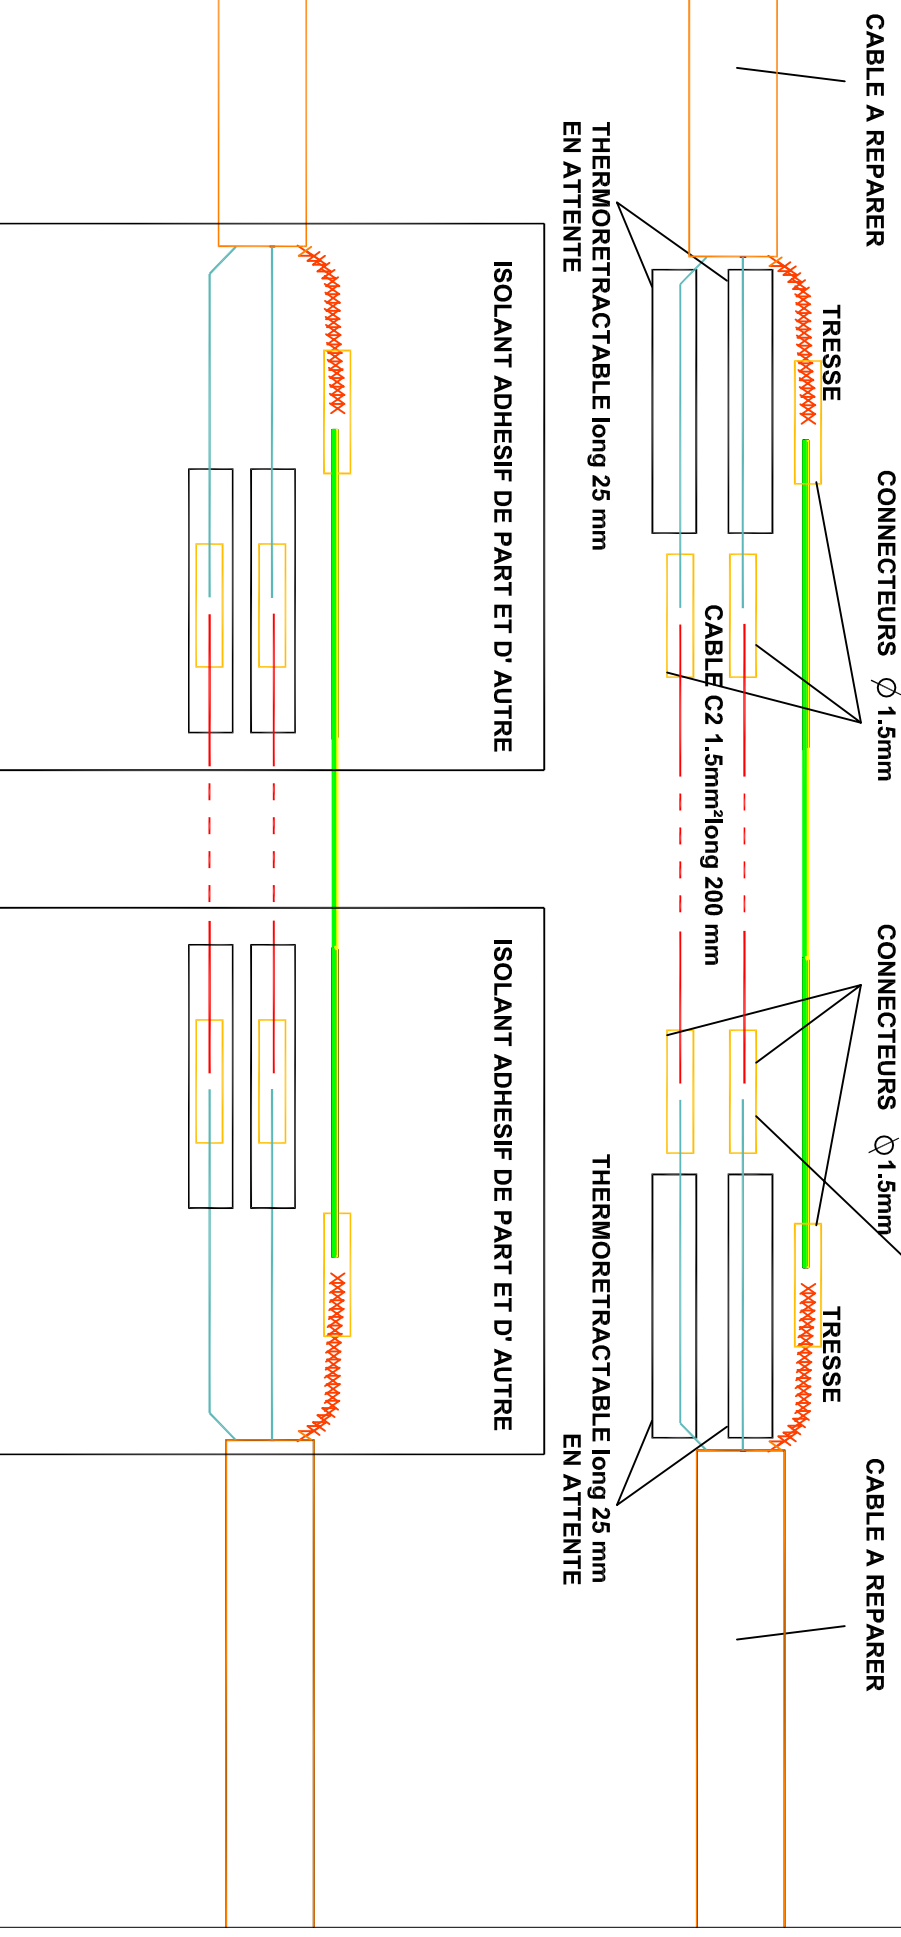 CABLE A REPARER
CABLE A REPARER
CONNECTEURS Ø 1.5mm
CONNECTEURS Ø 1.5mm
TRESSE
TRESSE
CABLE C2 1.5mm²long 200 mm
THERMORETRACTABLE long 25 mm
EN ATTENTE
THERMORETRACTABLE long 25 mm
EN ATTENTE
ISOLANT ADHESIF DE PART ET D' AUTRE
ISOLANT ADHESIF DE PART ET D' AUTRE